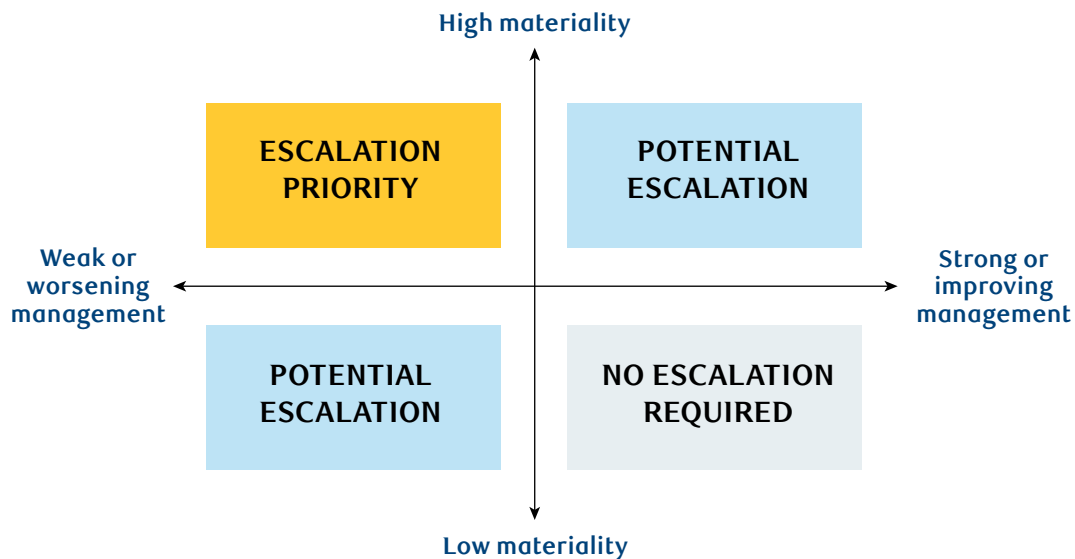 High materiality
ESCALATION
PRIORITY
POTENTIAL
ESCALATION
Weak or
worsening
management
Strong or
improving
management
POTENTIAL
ESCALATION
NO ESCALATION
REQUIRED
Low materiality